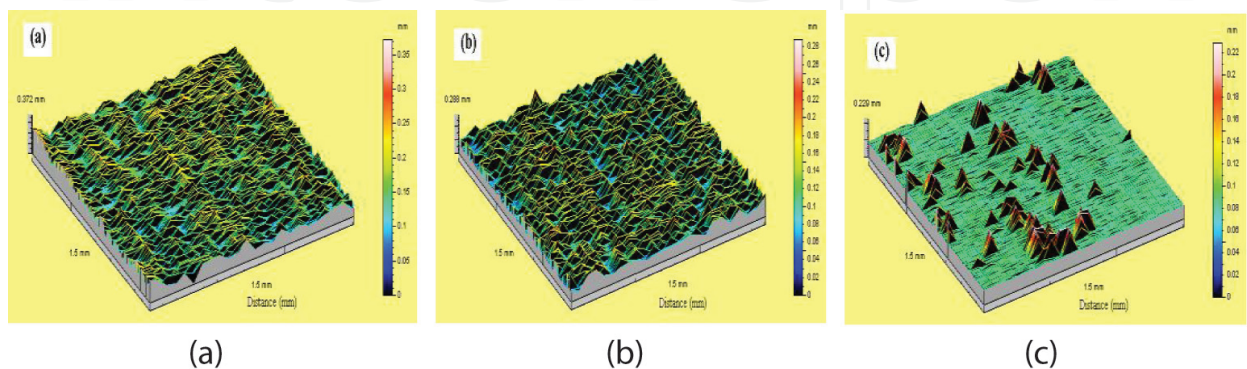 (a)
mm
0.35
0.3
0.25
0.2
0.15
0.1
0.05
0
0.372 mm
1.5 mm
1.5 mm
Distance (mm)
(b)
mm
0.28
0.26
0.24
0.22
0.2
0.18
0.16
0.14
0.12
0.1
0.08
0.06
0.04
0.02
0
0.288 mm
1.5 mm
1.5 mm
Distance (mm)
(c)
mm
0.22
0.2
0.18
0.16
0.14
0.12
0.1
0.08
0.06
0.04
0.02
0
0.229 mm
1.5 mm
1.5 mm
Distance (mm)
(a)
(b)
(c)